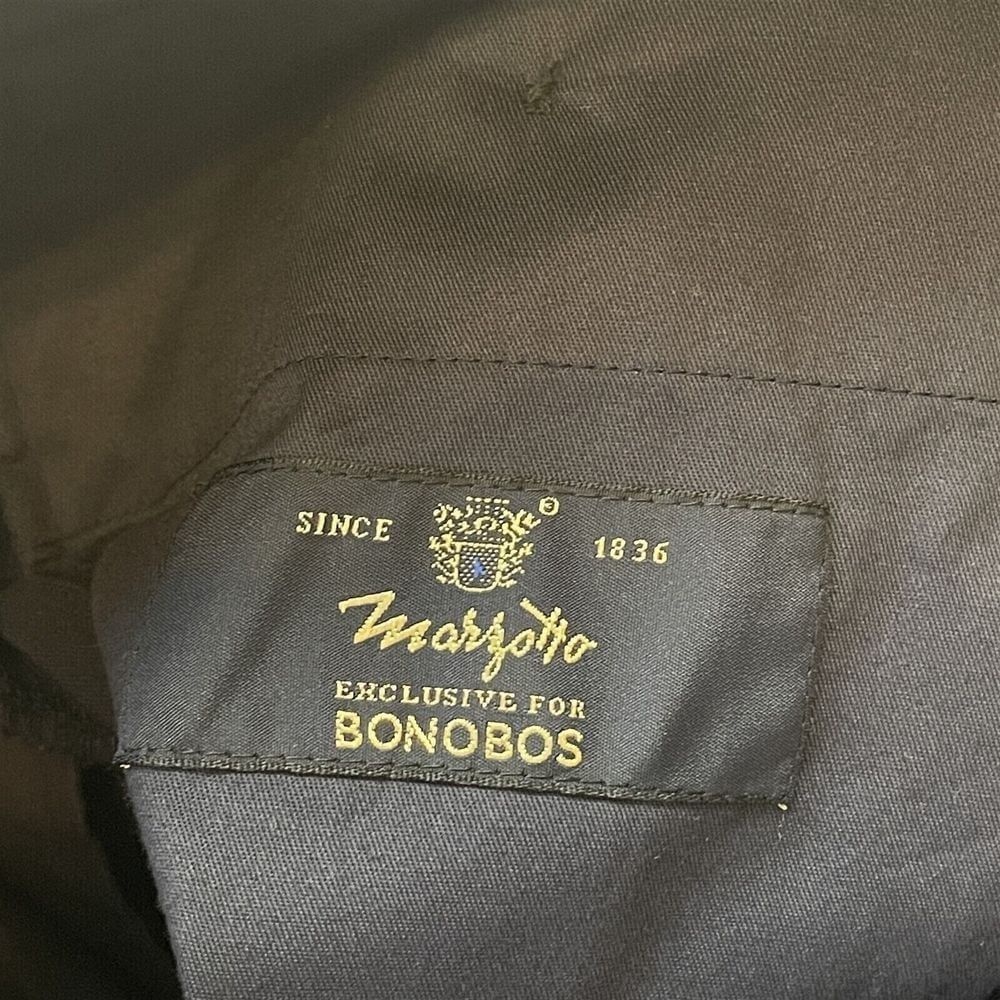 SINCE 1836
Marzotto
EXCLUSIVE FOR
BONOBOS